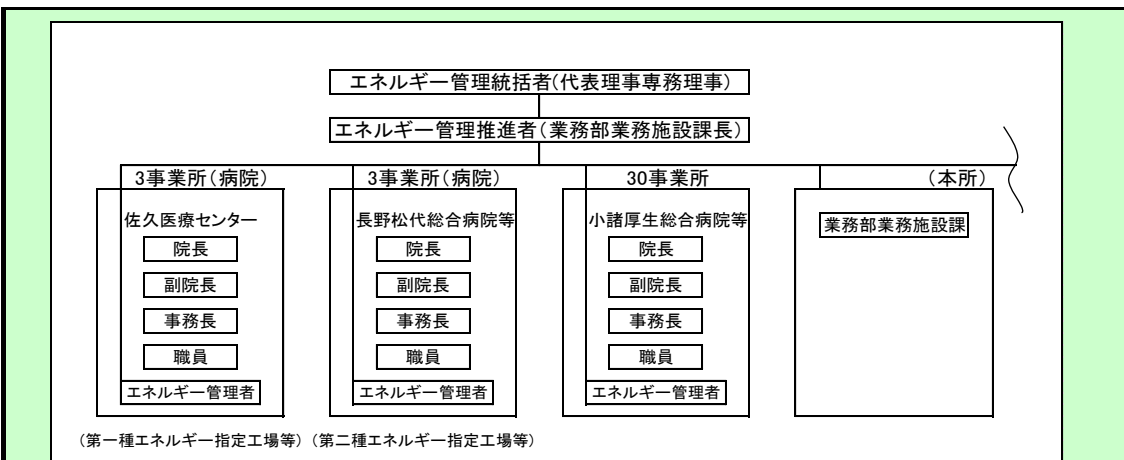 エネルギー管理統括者(代表理事専務理事)
エネルギー管理推進者(業務部業務施設課長)
3事業所(病院)
3事業所(病院)
30事業所
(本所)
佐久医療センター
長野松代総合病院等
小諸厚生総合病院等
業務部業務施設課
院長
院長
院長
副院長
副院長
副院長
事務長
事務長
事務長
職員
職員
職員
エネルギー管理者
エネルギー管理者
エネルギー管理者
(第一種エネルギー指定工場等)
(第二種エネルギー指定工場等)